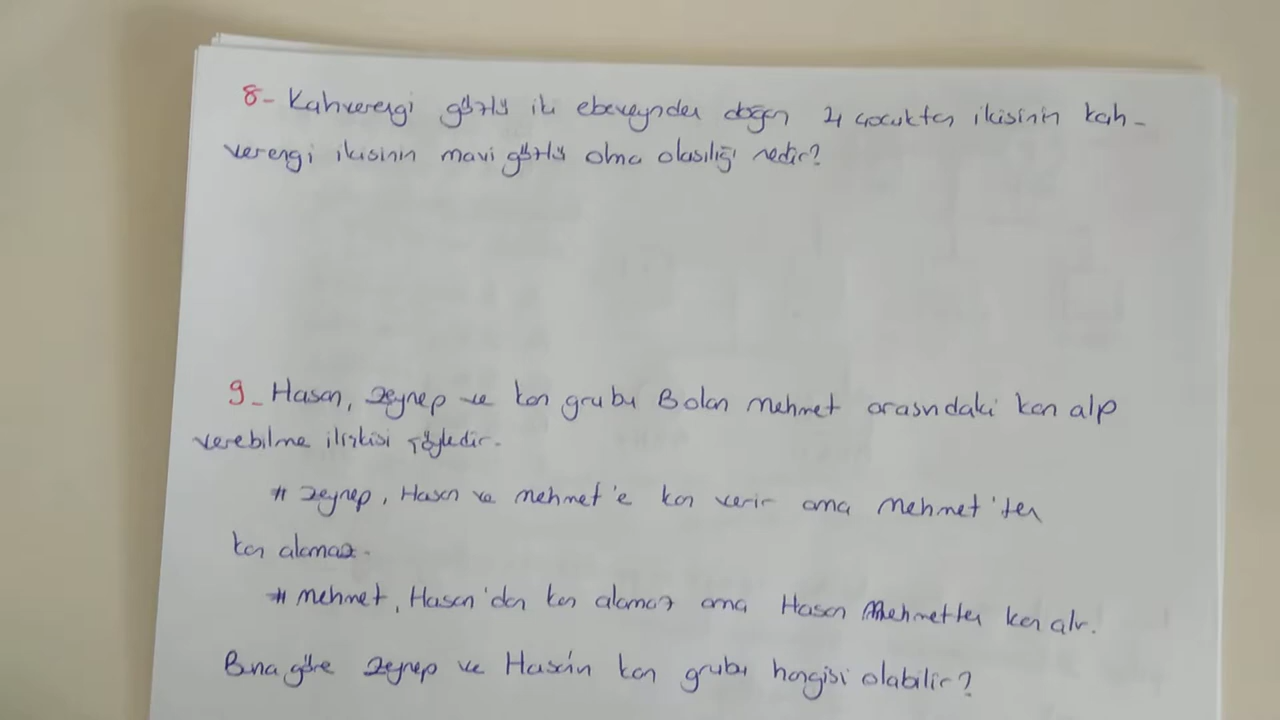 8- Kahverengi gözlü iki ebeveynden doğan 4 çocuktan ikisinin kah-
verengi ikisinin mavi gözlü olma olasılığı nedir?
9- Hasan, Zeynep ve kan grubu B olan Mehmet arasındaki kan alıp
verebilme ilişkisi şöyledir.
* Zeynep, Hasan ve Mehmet'e kan verir ama Mehmet'ten
kan alamaz.
* Mehmet, Hasan'dan kan alamaz ama Hasan Mehmetten kan alır.
Buna göre Zeynep ve Hasan'ın kan grubu hangisi olabilir?